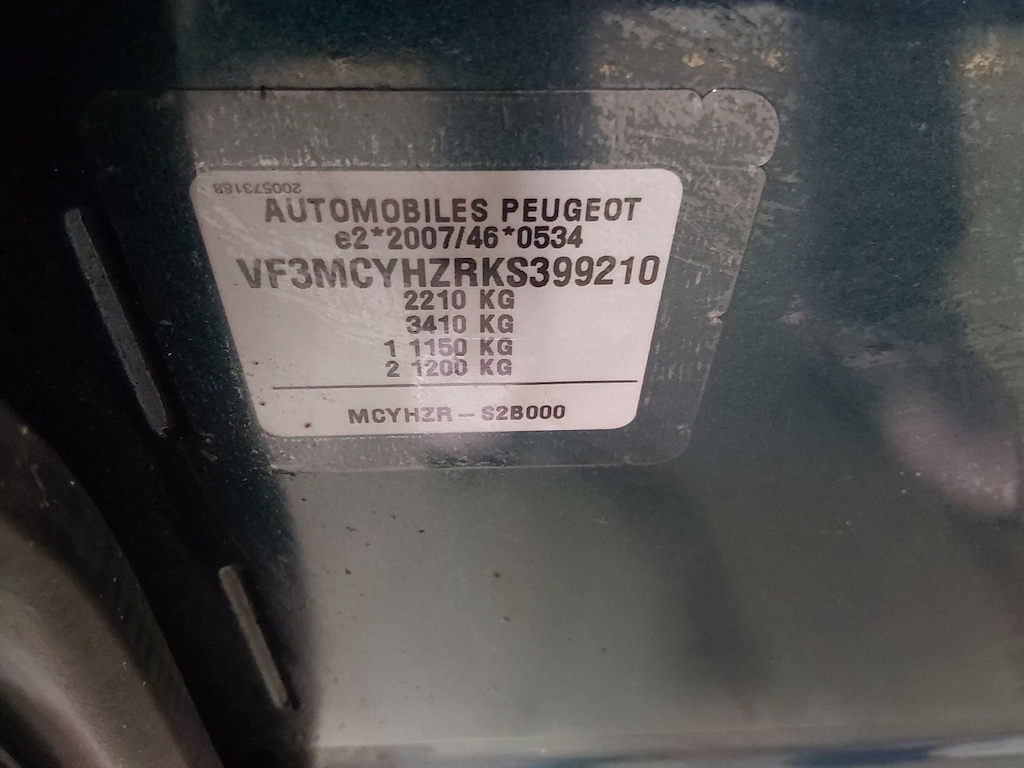 200573188
AUTOMOBILES PEUGEOT
e2*2007/46*0534
VF3MCYHZRKS399210
2210 KG
3410 KG
1 1150 KG
2 1200 KG
MCYHZR - S2B000